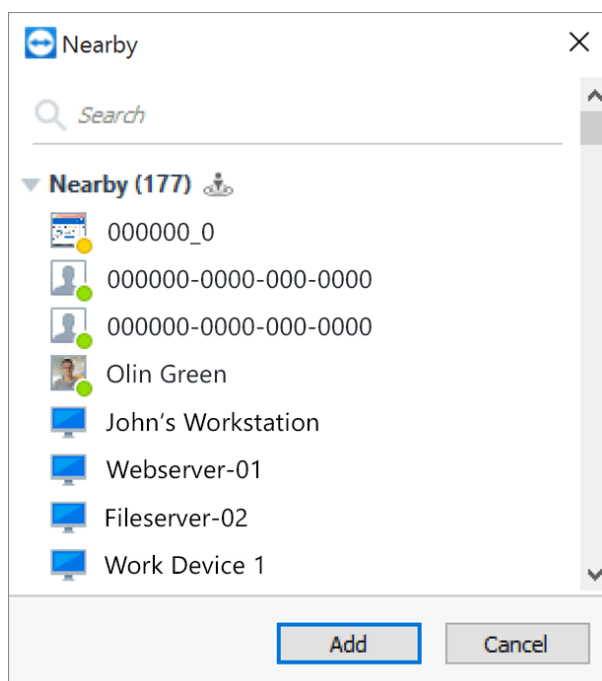 Nearby
Search
Nearby (177)
000000_0
000000-0000-000-0000
000000-0000-000-0000
Olin Green
John‘s Workstation
Webserver-01
Fileserver-02
Work Device 1
Add
Cancel